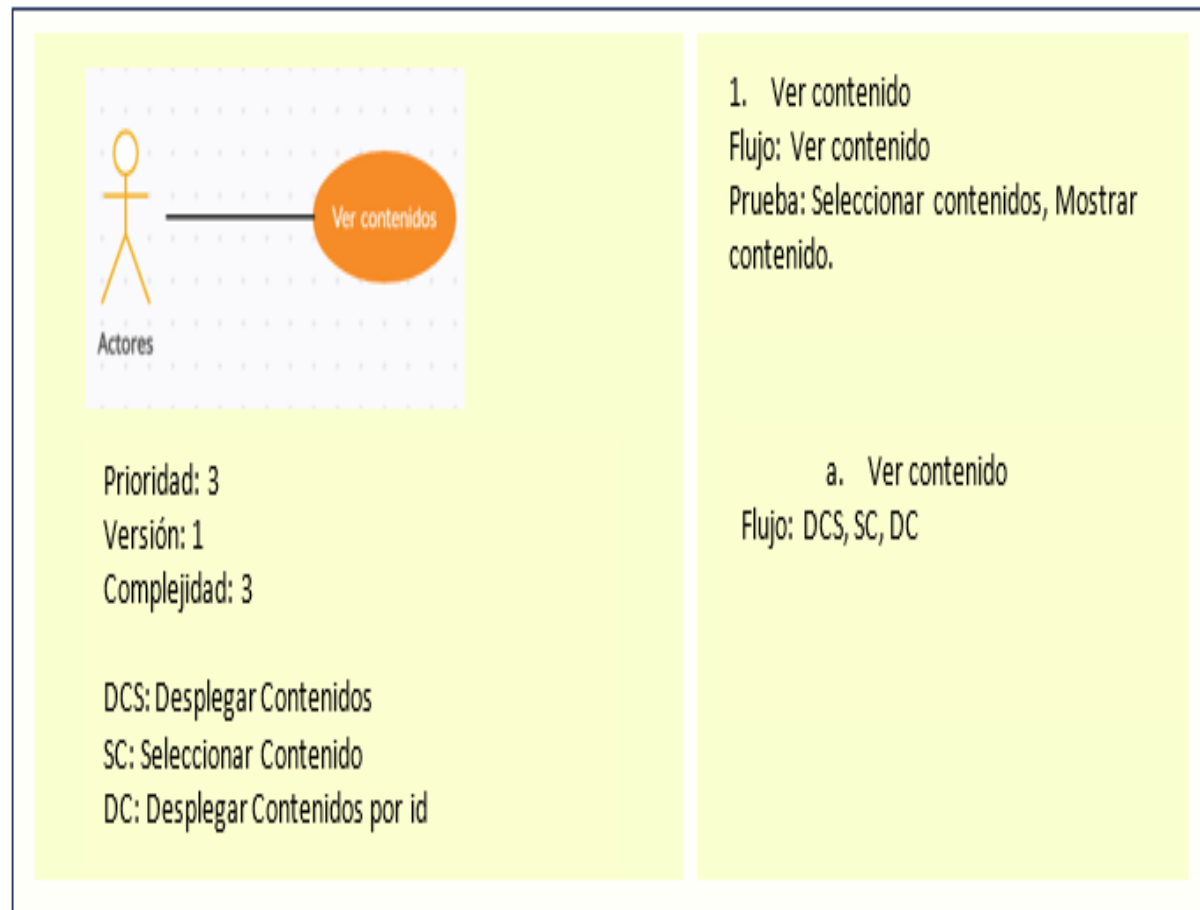 Ver contenidos
Actores
Prioridad: 3
Versión: 1
Complejidad: 3
DCS: Desplegar Contenidos
SC: Seleccionar Contenido
DC: Desplegar Contenidos por id
1. Ver contenido
Flujo: Ver contenido
Prueba: Seleccionar contenidos, Mostrar
contenido.
a. Ver contenido
Flujo: DCS, SC, DC